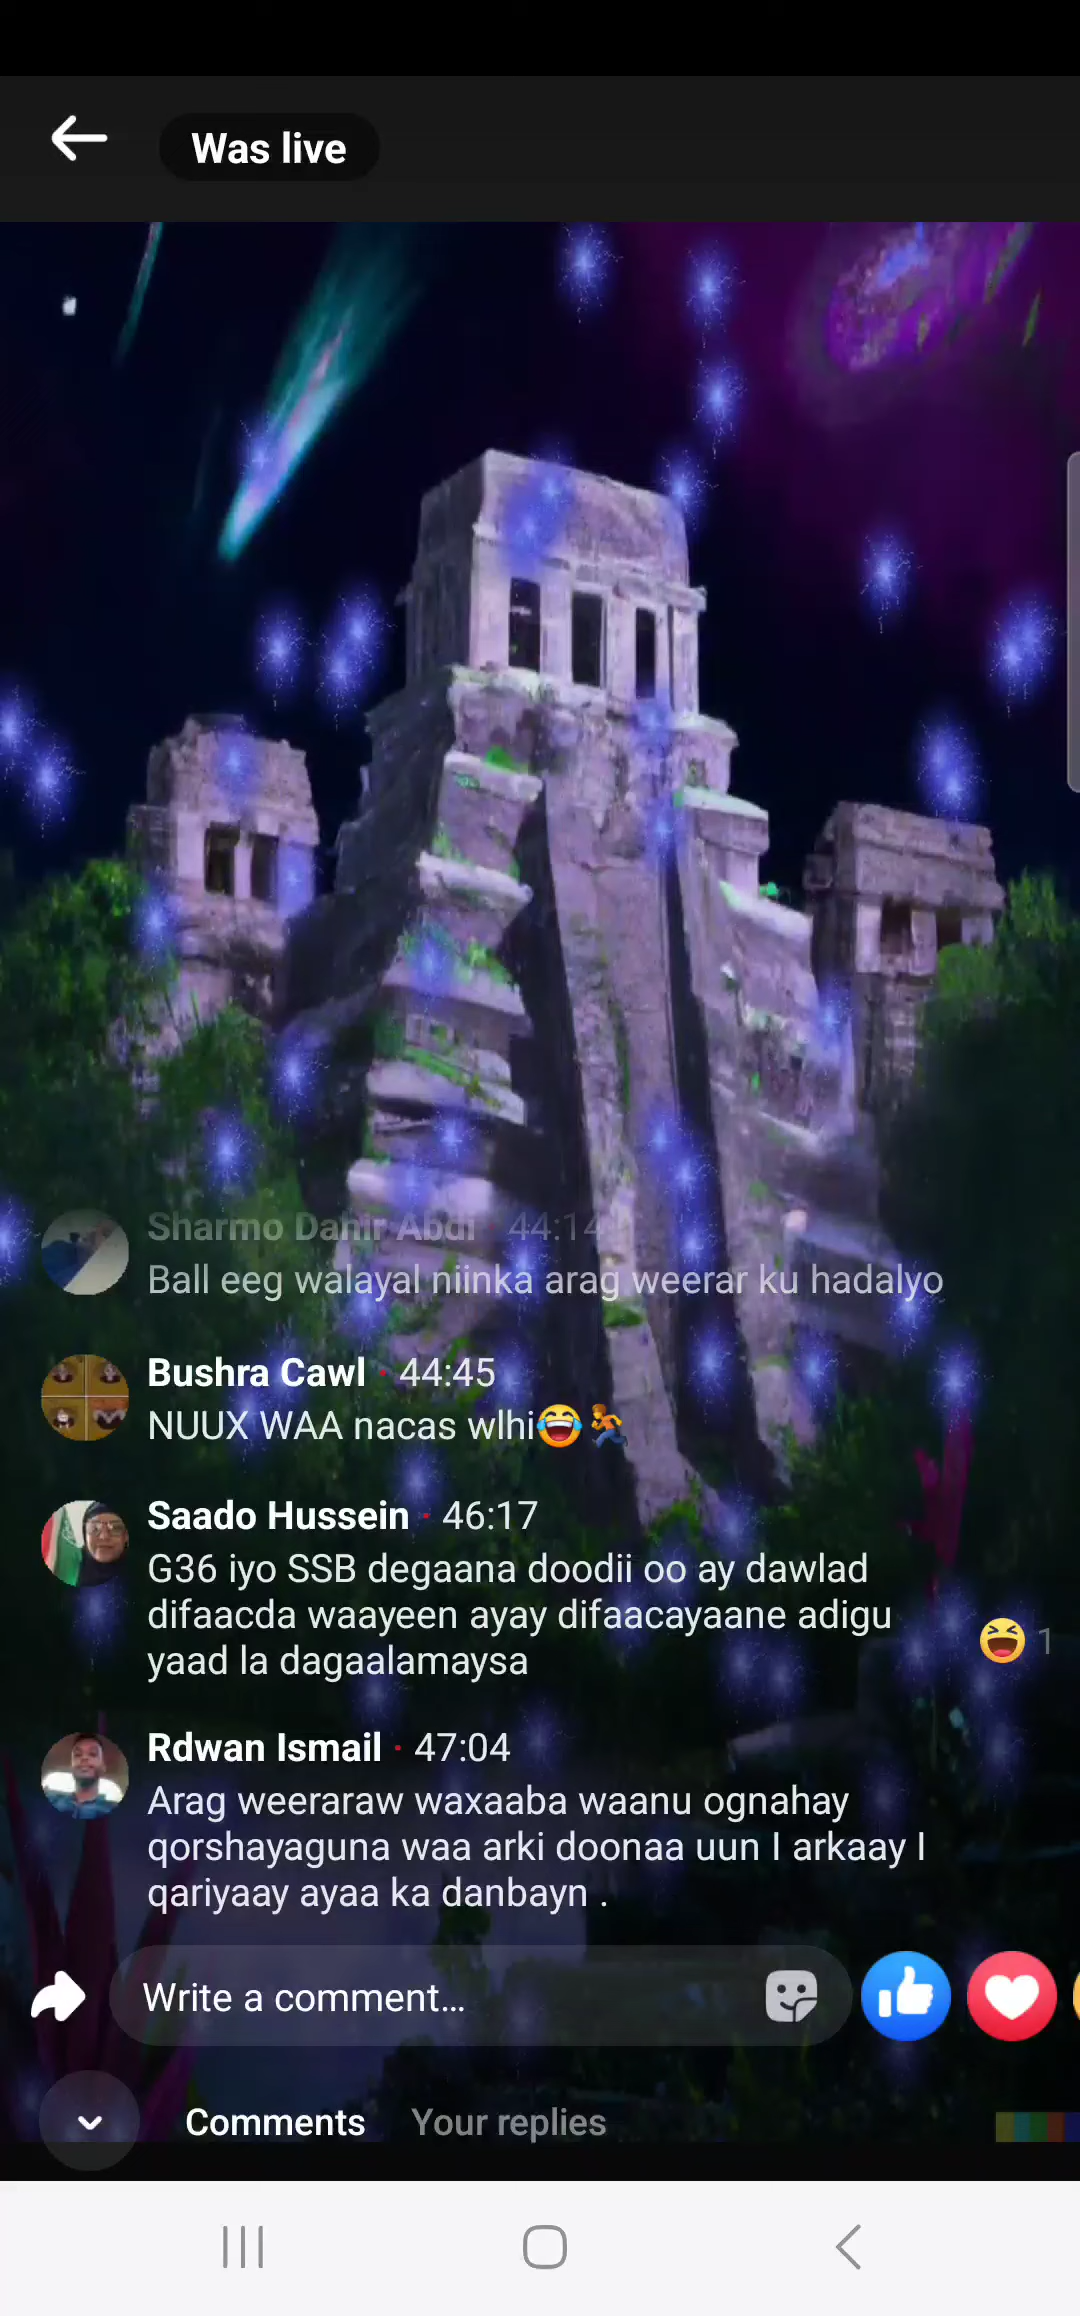 Was live
Sharmo Danir Abdi 44:14
Ball eeg walayal niinka arag weerar ku hadalyo
Bushra Cawl · 44:45
NUUX WAA nacas wlhi😂🏃
Saado Hussein · 46:17
G36 iyo SSB degaana doodii oo ay dawlad
difaacda waayeen ayay difaacayaane adigu
yaad la dagaalamaysa
😆 1
Rdwan Ismail · 47:04
Arag weeraraw waxaaba waanu ognahay
qorshayaguna waa arki doonaa uun I arkaay I
qariyaay ayaa ka danbayn .
Write a comment...
Comments Your replies